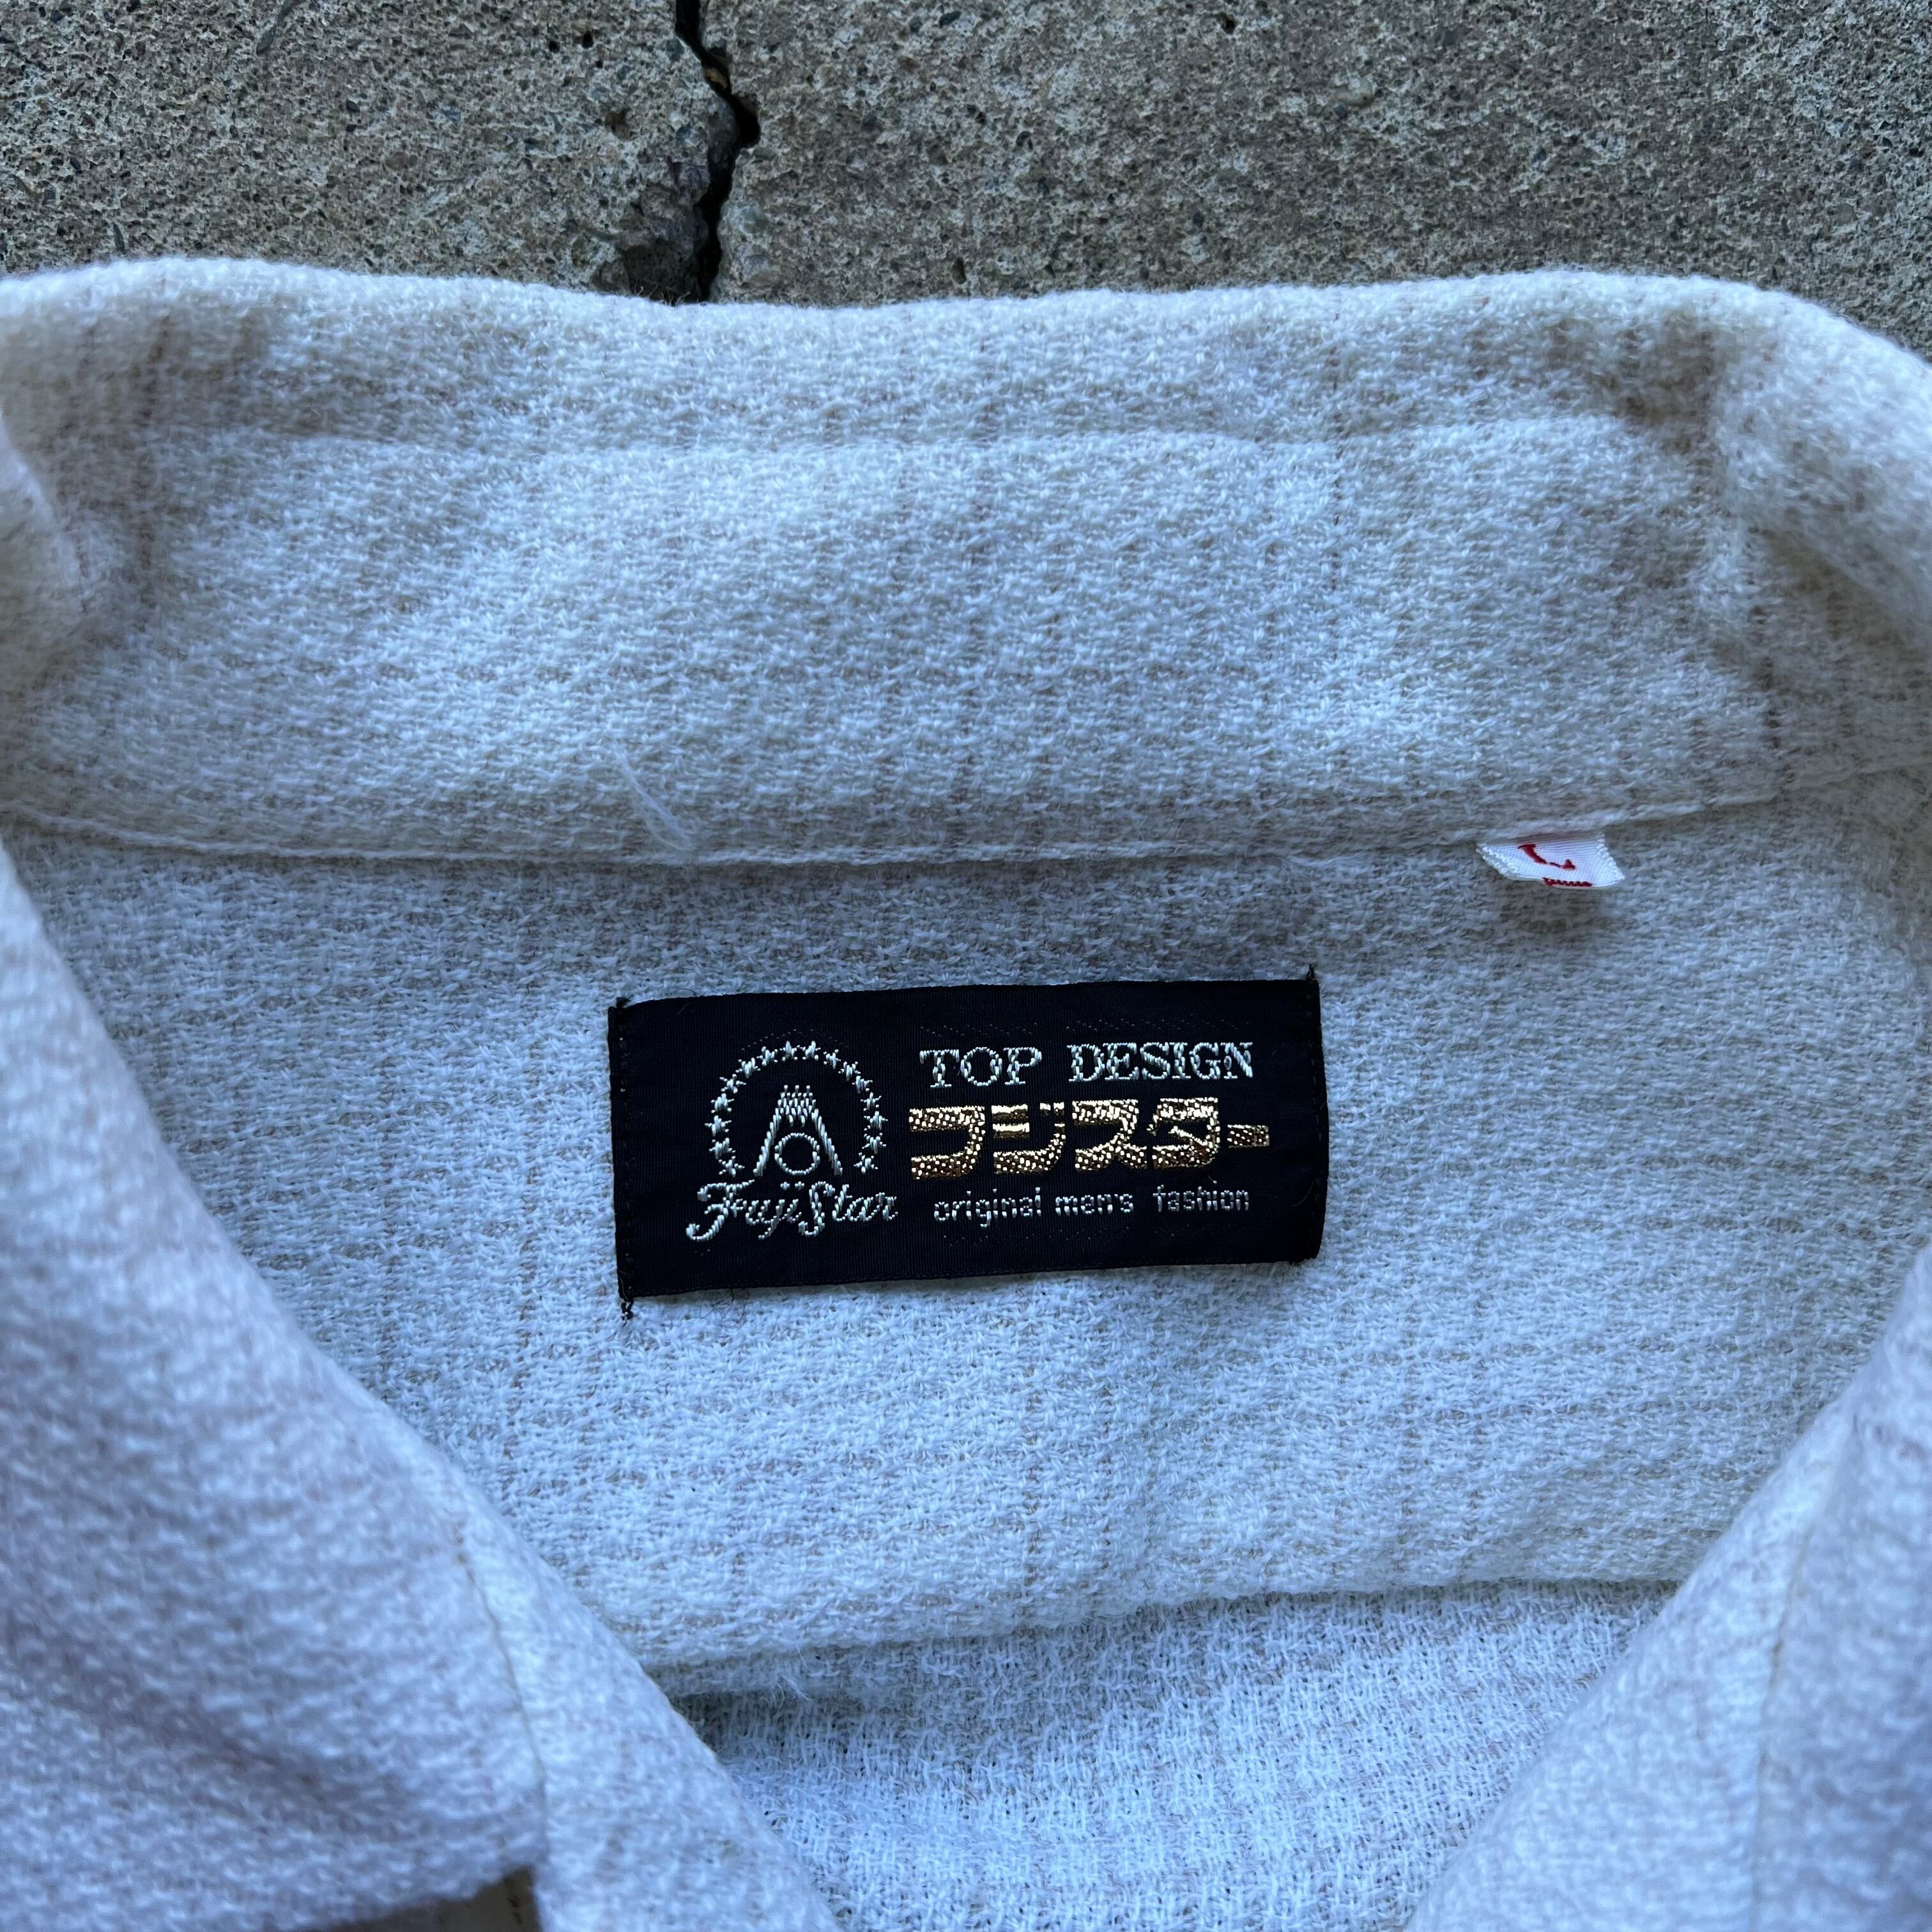 TOP DESIGN
フジスター
original men's fashion
FujiStar